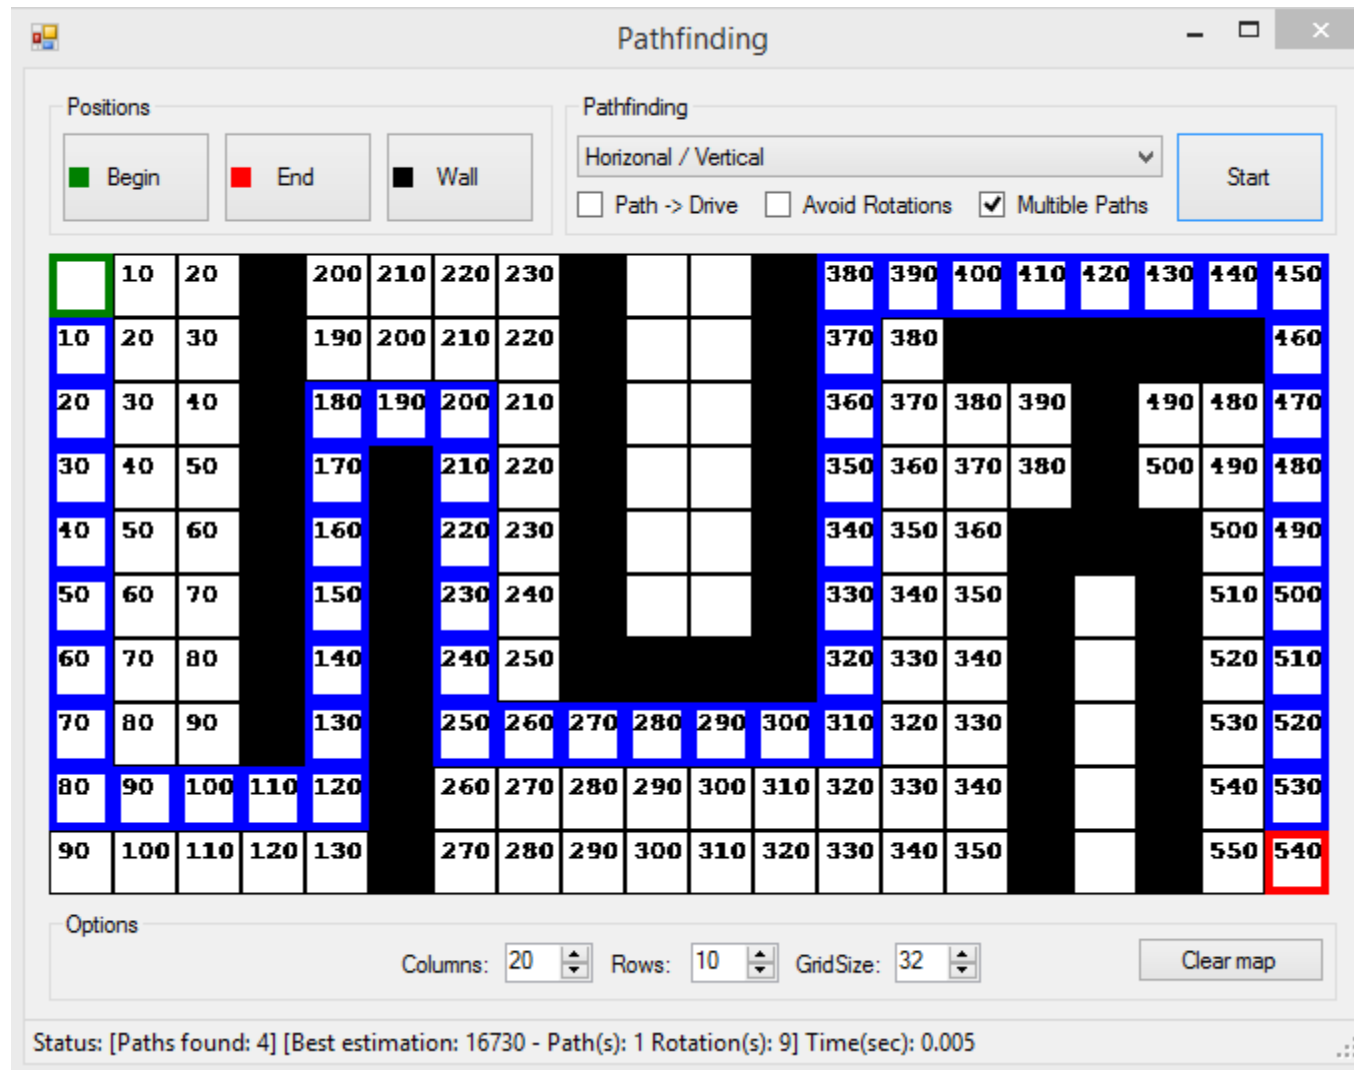 Pathfinding
Positions
Pathfinding
Begin
End
Wall
Horizonal / Vertical
Start
Path -> Drive
Avoid Rotations
Multible Paths
10 20 200 210 220 230 380 390 400 410 420 430 440 450
10 20 30 190 200 210 220 370 380 460
20 30 40 180 190 200 210 360 370 380 390 490 480 470
30 40 50 170 210 220 350 360 370 380 500 490 480
40 50 60 160 220 230 340 350 360 500 490
50 60 70 150 230 240 330 340 350 510 500
60 70 80 140 240 250 320 330 340 520 510
70 80 90 130 250 260 270 280 290 300 310 320 330 530 520
80 90 100 110 120 260 270 280 290 300 310 320 330 340 540 530
90 100 110 120 130 270 280 290 300 310 320 330 340 350 550 540
Options
Columns: 20 Rows: 10 GridSize: 32 Clear map
Status: [Paths found: 4] [Best estimation: 16730 - Path(s): 1 Rotation(s): 9] Time(sec): 0.005